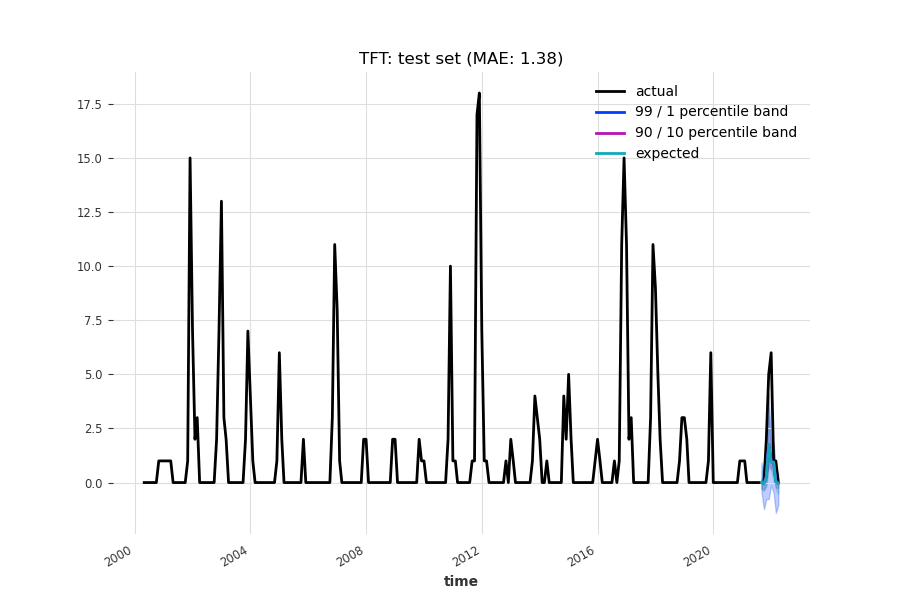 TFT: test set (MAE: 1.38)
actual
99 / 1 percentile band
90 / 10 percentile band
expected
17.5
15.0
12.5
10.0
7.5
5.0
2.5
0.0
2000
2004
2008
2012
2016
2020
time